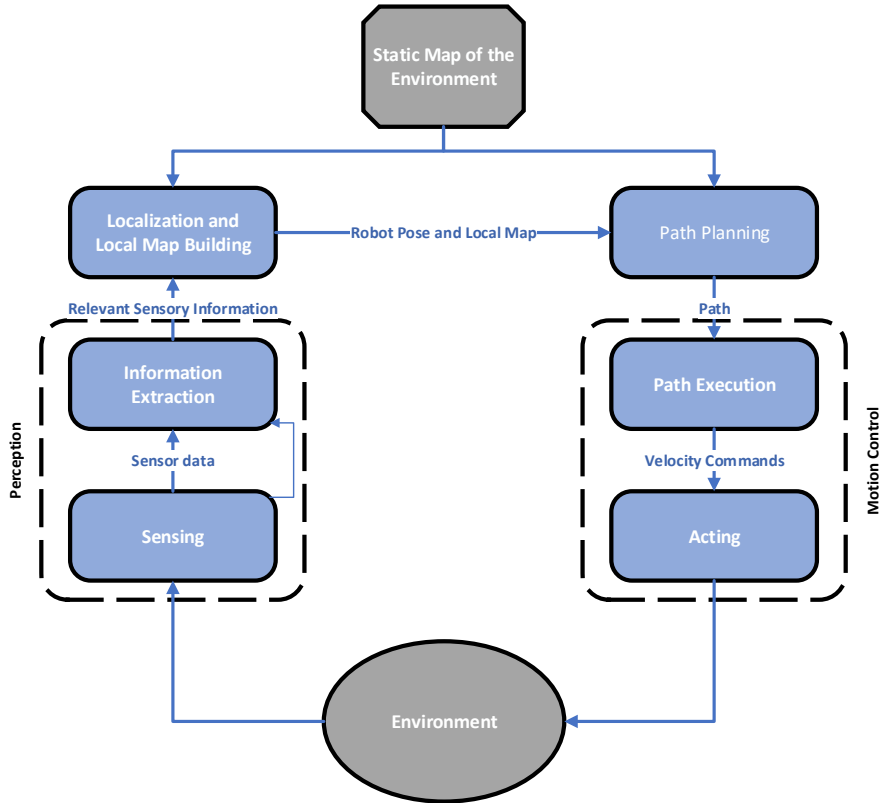 Static Map of the
Environment
Localization and
Local Map Building
Robot Pose and Local Map
Path Planning
Relevant Sensory Information
Path
Information
Extraction
Path Execution
Perception
Motion Control
Sensor data
Velocity Commands
Sensing
Acting
Environment